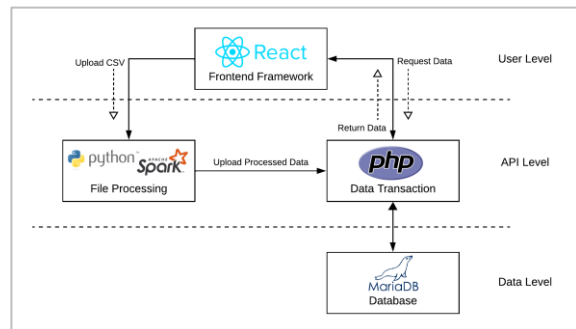 React
Frontend Framework
User Level
Upload CSV
Request Data
Return Data
python
APACHE
Spark
File Processing
Upload Processed Data
php
Data Transaction
API Level
MariaDB
Database
Data Level